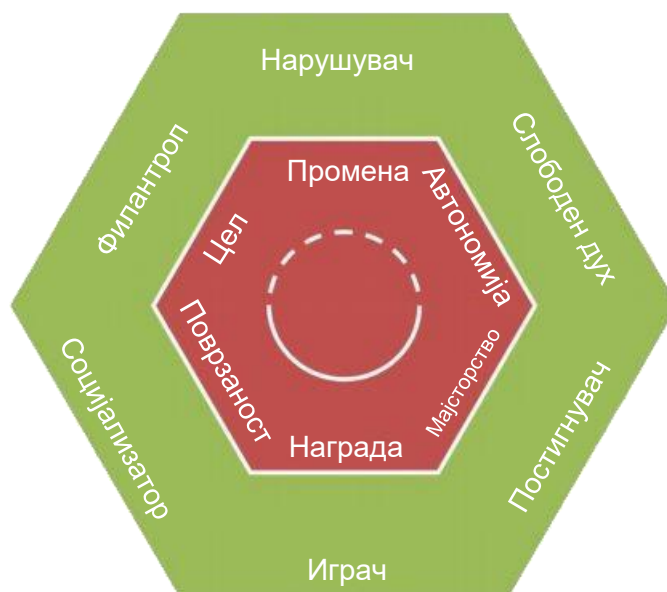 Нарушувач
Слободен дух
Постигнувач
Играч
Социјализатор
Филантроп
Промена
Автономија
Мајсторство
Награда
Поврзаност
Цел